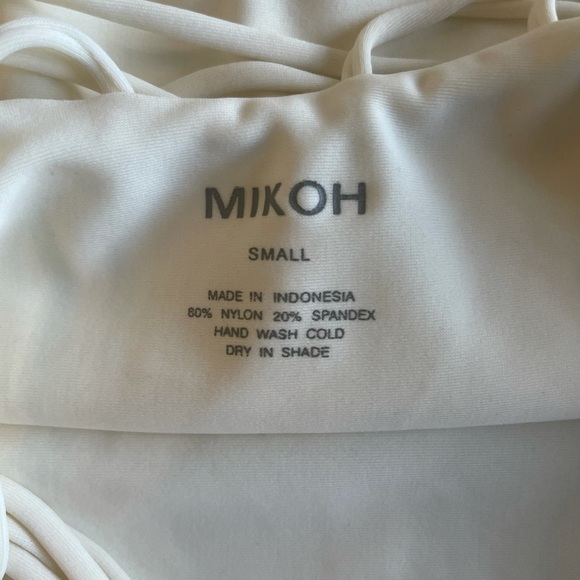 MIKOH
SMALL
MADE IN INDONESIA
80% NYLON 20% SPANDEX
HAND WASH COLD
DRY IN SHADE